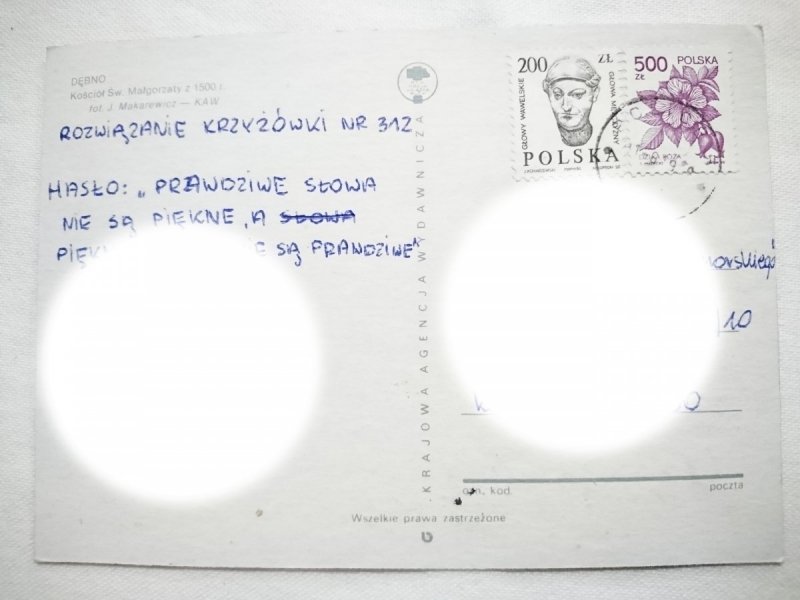 DĘBNO
Kościół Św. Małgorzaty z 1500 r.
fot. J. Makarewicz — KAW
ROZWIĄZANIE KRZYŻÓWKI NR 312
HASŁO: „PRAWDZIWE SŁOWA
NIE SĄ PIĘKNE, A SŁOWA
SĄ PRAWDZIWE"
KRAJOWA AGENCJA WYDAWNICZA
200 ZŁ
GŁOWY WAWELSKIE
POLSKA
500 ZŁ POLSKA
DZIKA RÓŻA
/10
kod
poczta
Wszelkie prawa zastrzeżone